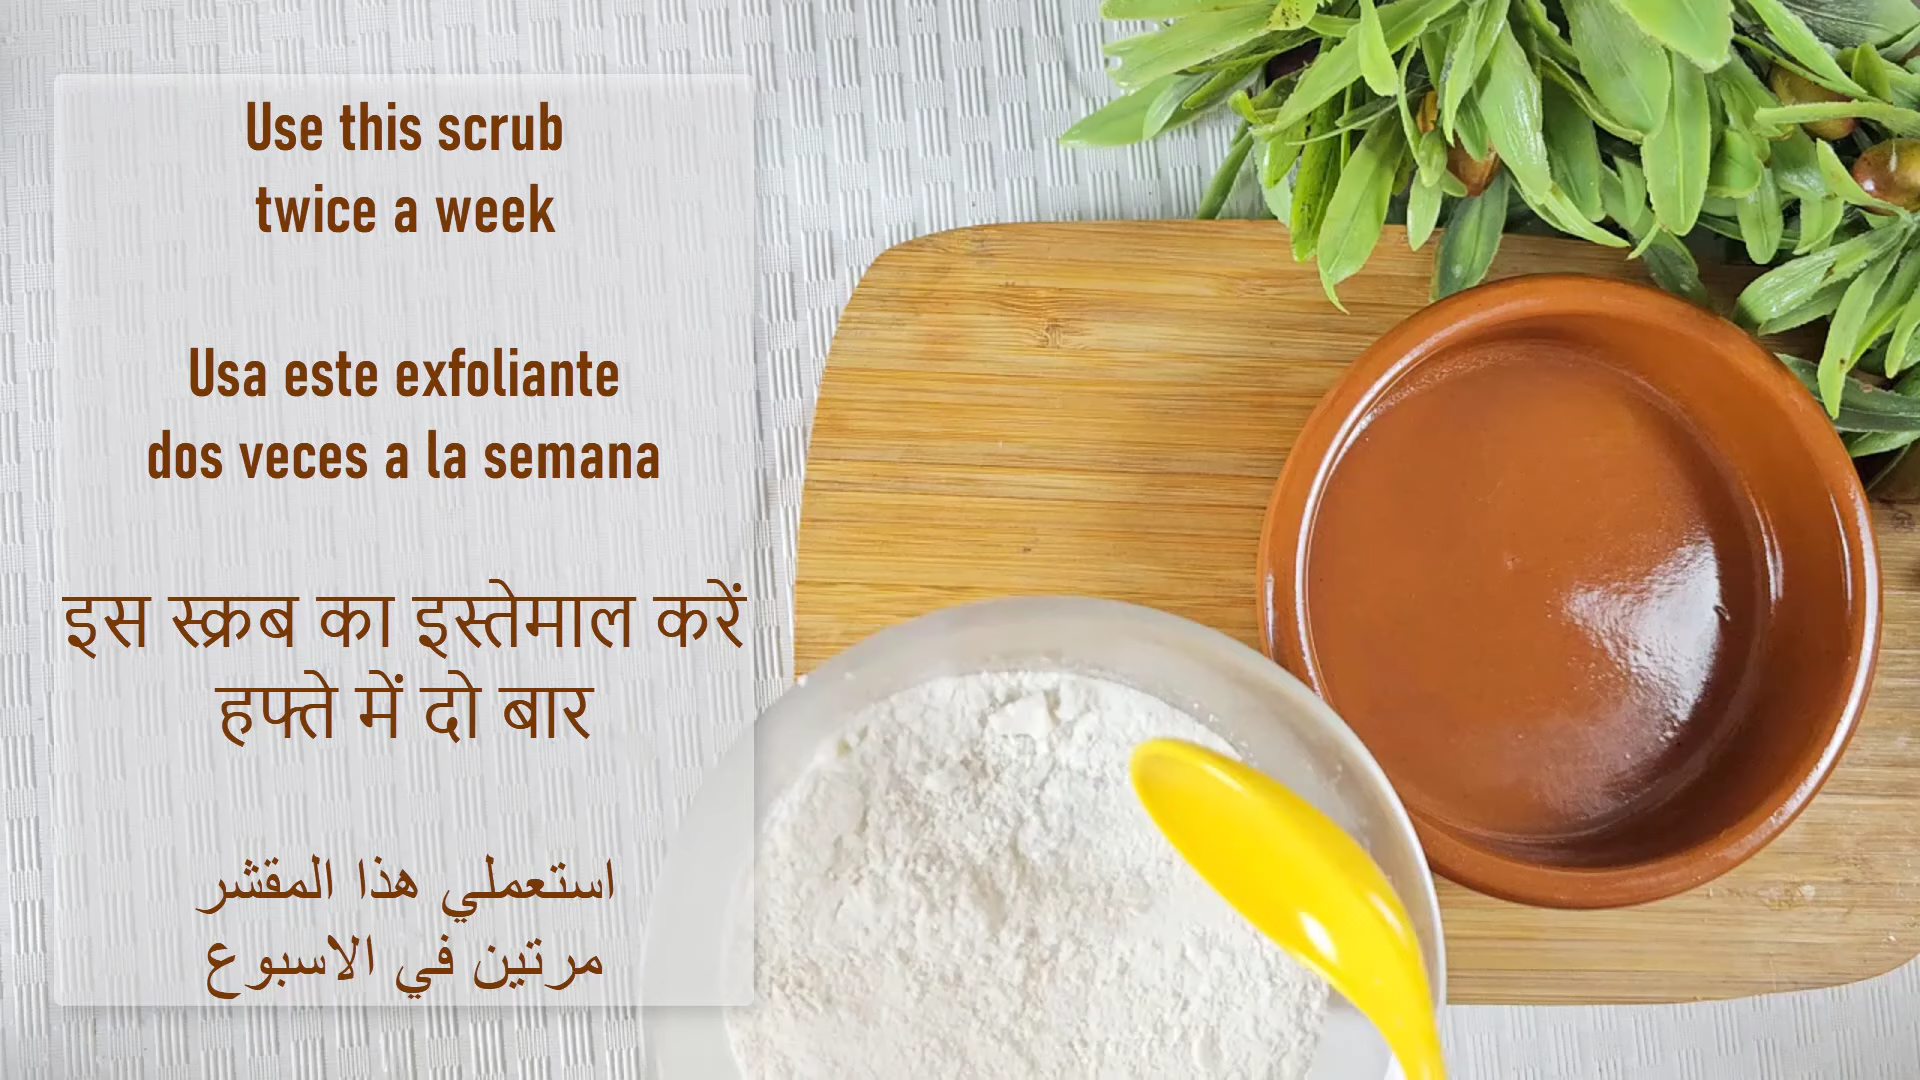 Use this scrub
twice a week
Usa este exfoliante
dos veces a la semana
इस स्क्रब का इस्तेमाल करें
हफ्ते में दो बार
استعملي هذا المقشر
مرتين في الاسبوع